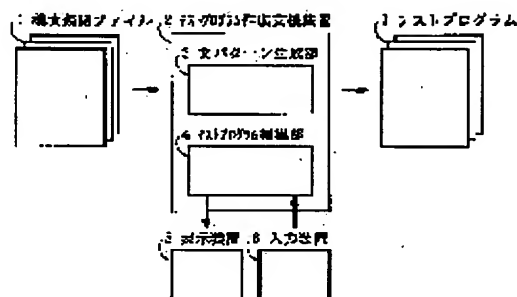 1 構文規則ファイル
2 テストプログラム作成支援装置
3 テストプログラム
文パターン生成部
4 テストプログラム編集部
表示装置
6 入力装置